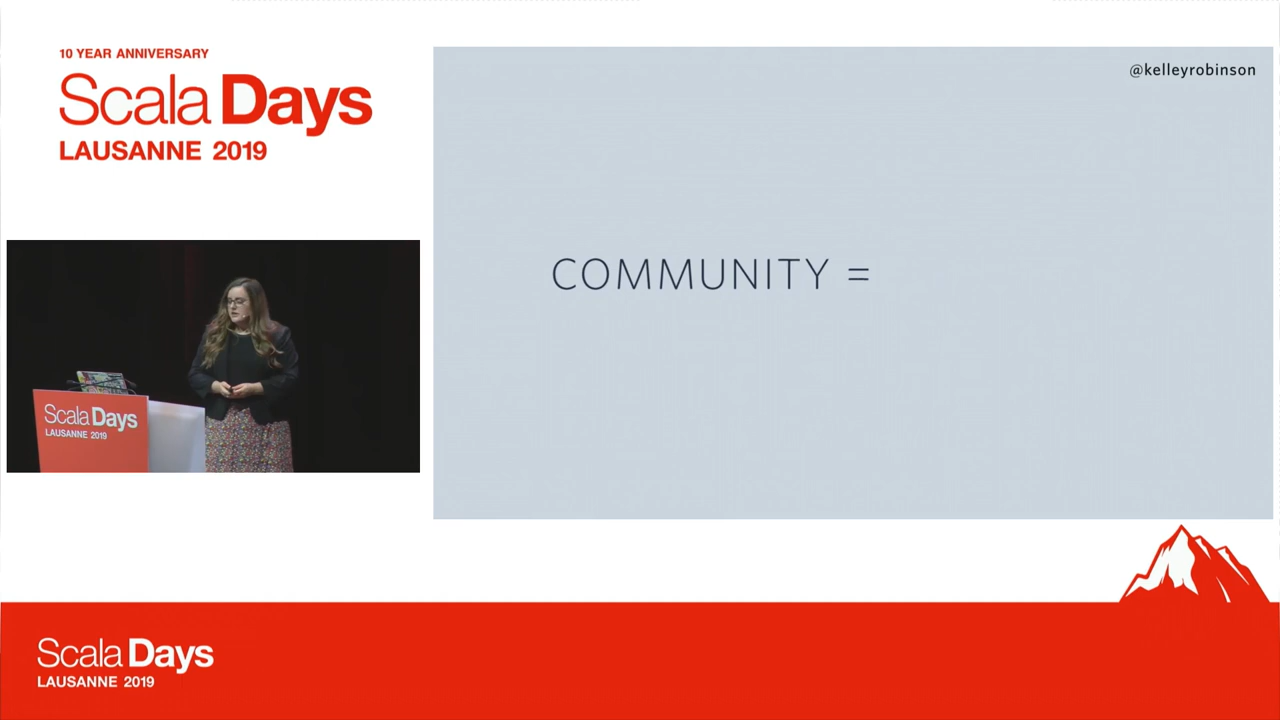 10 YEAR ANNIVERSARY
Scala Days
LAUSANNE 2019
@kelleyrobinson
COMMUNITY =
Scala Days
LAUSANNE 2019
Scala Days
LAUSANNE 2019